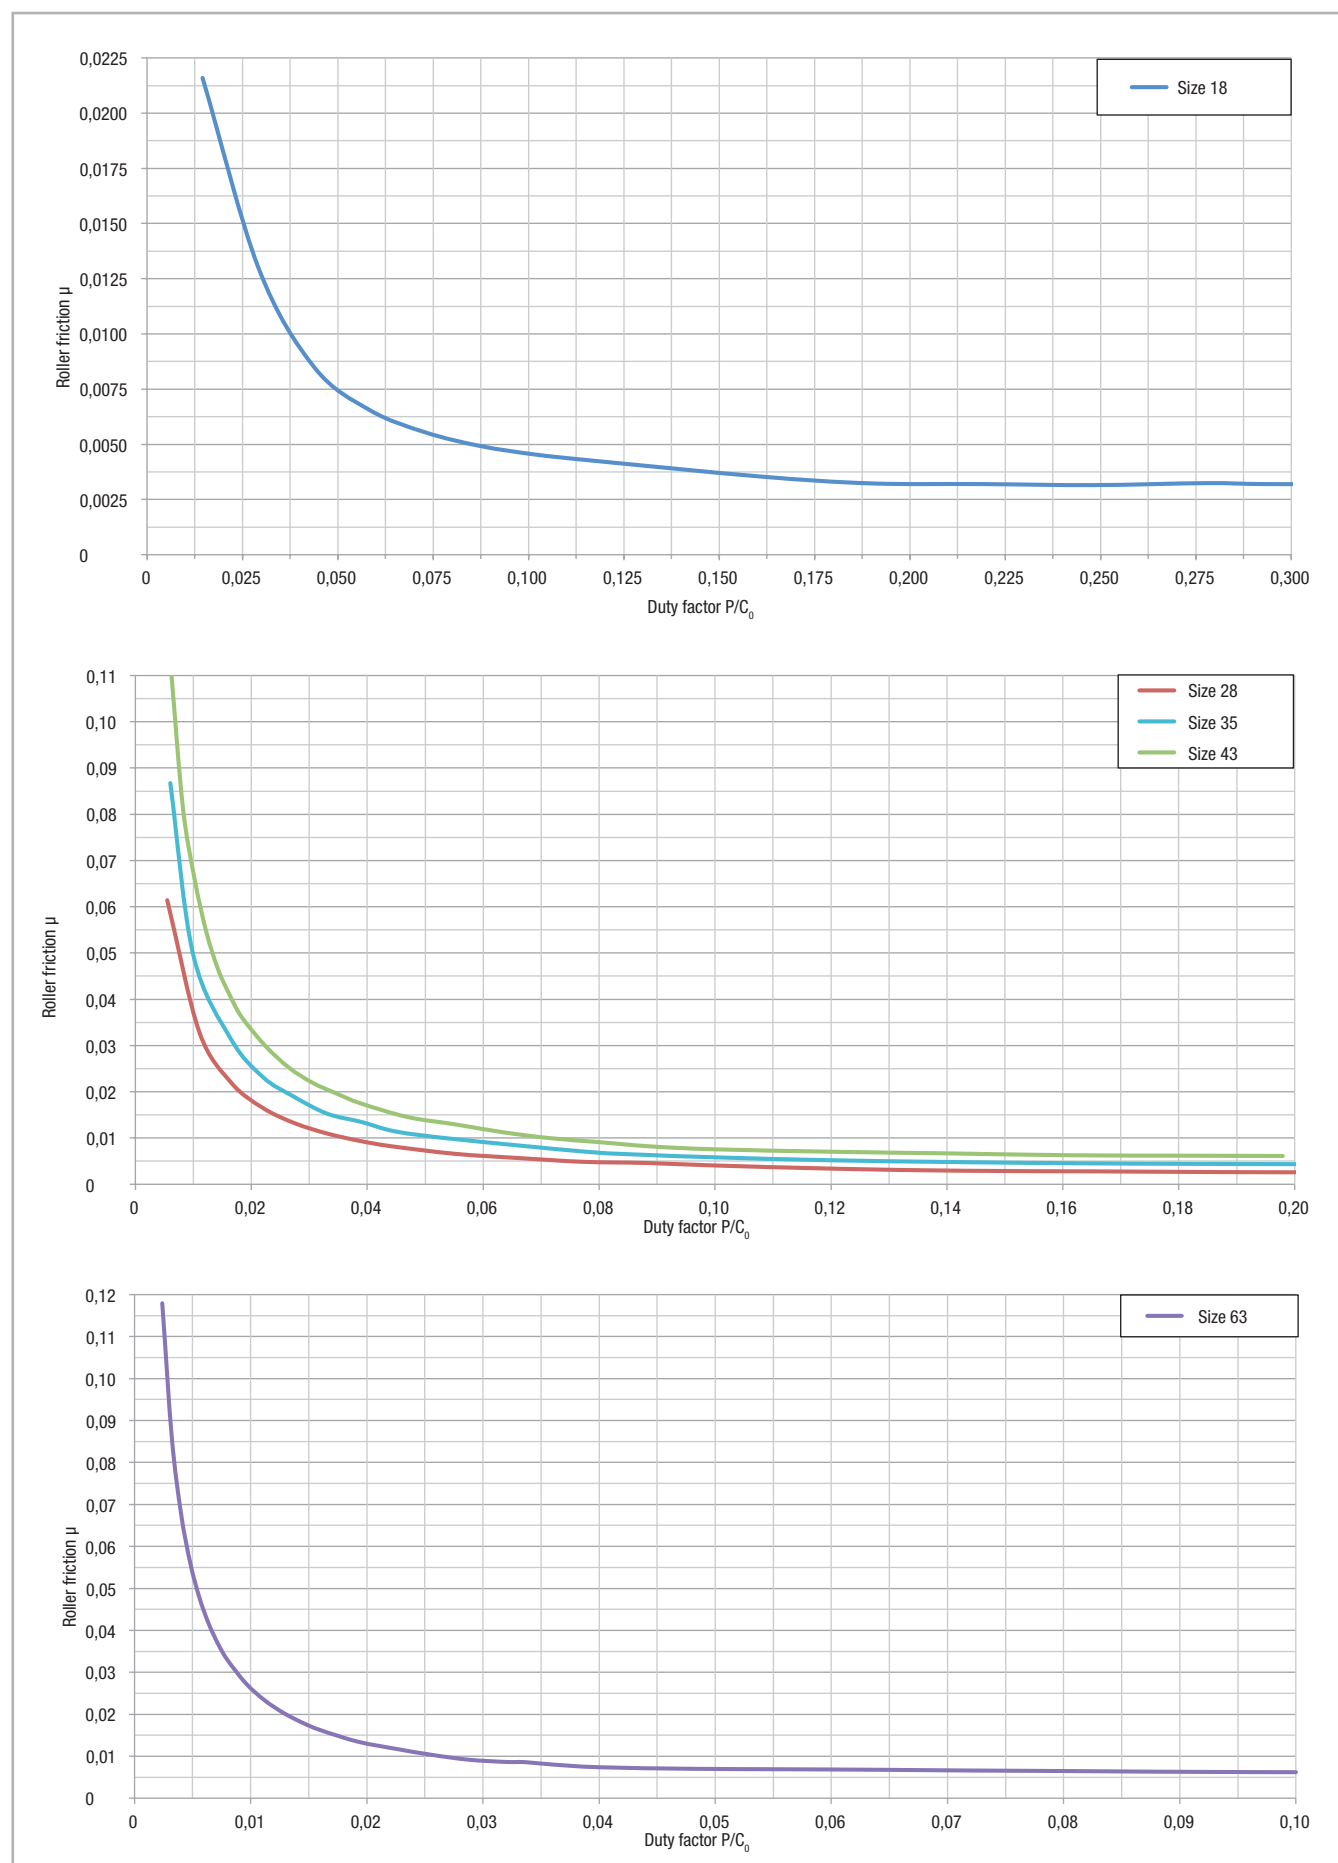 0,0225
0,0200
0,0175
0,0150
0,0125
0,0100
0,0075
0,0050
0,0025
0
Roller friction μ
Size 18
0 0,025 0,050 0,075 0,100 0,125 0,150 0,175 0,200 0,225 0,250 0,275 0,300
Duty factor P/C₀
0,11
0,10
0,09
0,08
0,07
0,06
0,05
0,04
0,03
0,02
0,01
0
Roller friction μ
Size 28
Size 35
Size 43
0 0,02 0,04 0,06 0,08 0,10 0,12 0,14 0,16 0,18 0,20
Duty factor P/C₀
0,12
0,11
0,10
0,09
0,08
0,07
0,06
0,05
0,04
0,03
0,02
0,01
0
Roller friction μ
Size 63
0 0,01 0,02 0,03 0,04 0,05 0,06 0,07 0,08 0,09 0,10
Duty factor P/C₀